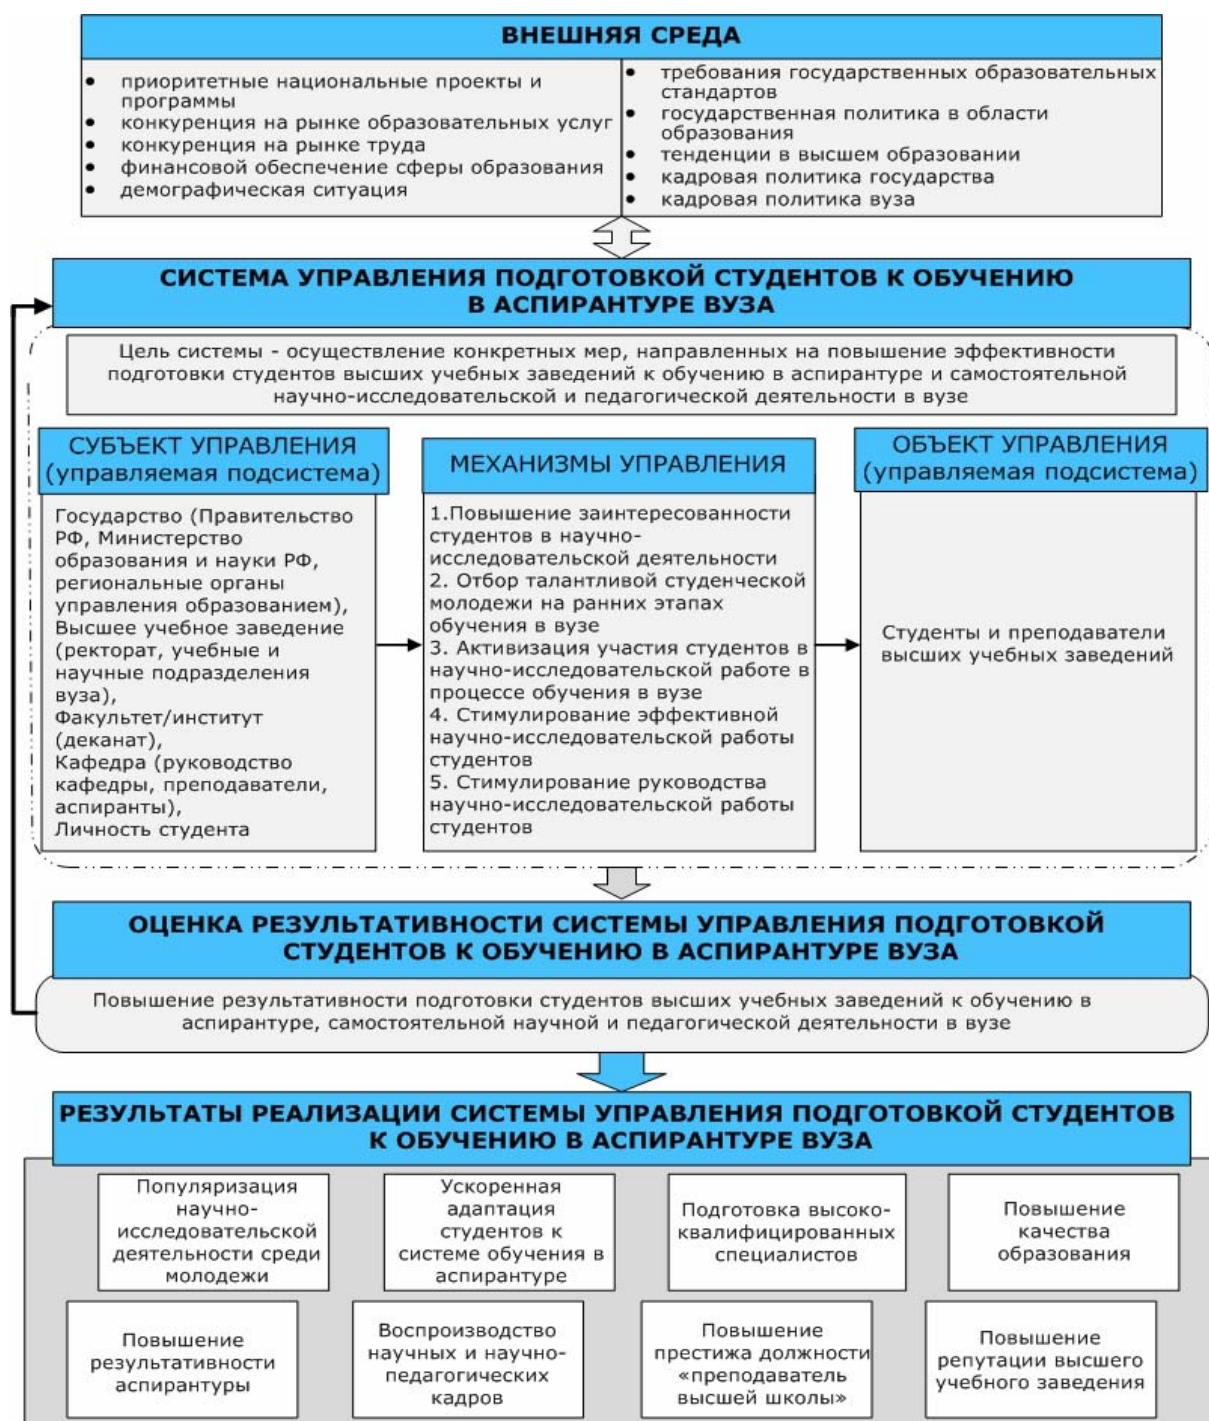 ВНЕШНЯЯ СРЕДА
приоритетные национальные проекты и
программы
конкуренция на рынке образовательных услуг
конкуренция на рынке труда
финансовой обеспечение сферы образования
демографическая ситуация
требования государственных образовательных
стандартов
государственная политика в области
образования
тенденции в высшем образовании
кадровая политика государства
кадровая политика вуза
СИСТЕМА УПРАВЛЕНИЯ ПОДГОТОВКОЙ СТУДЕНТОВ К ОБУЧЕНИЮ
В АСПИРАНТУРЕ ВУЗА
Цель системы - осуществление конкретных мер, направленных на повышение эффективности
подготовки студентов высших учебных заведений к обучению в аспирантуре и самостоятельной
научно-исследовательской и педагогической деятельности в вузе
СУБЪЕКТ УПРАВЛЕНИЯ
(управляемая подсистема)
Государство (Правительство
РФ, Министерство
образования и науки РФ,
региональные органы
управления образованием),
Высшее учебное заведение
(ректорат, учебные и
научные подразделения
вуза),
Факультет/институт
(деканат),
Кафедра (руководство
кафедры, преподаватели,
аспиранты),
Личность студента
МЕХАНИЗМЫ УПРАВЛЕНИЯ
1.Повышение заинтересованности
студентов в научно-
исследовательской деятельности
2. Отбор талантливой студенческой
молодежи на ранних этапах
обучения в вузе
3. Активизация участия студентов в
научно-исследовательской работе в
процессе обучения в вузе
4. Стимулирование эффективной
научно-исследовательской работы
студентов
5. Стимулирование руководства
научно-исследовательской работы
студентов
ОБЪЕКТ УПРАВЛЕНИЯ
(управляемая подсистема)
Студенты и преподаватели
высших учебных заведений
ОЦЕНКА РЕЗУЛЬТАТИВНОСТИ СИСТЕМЫ УПРАВЛЕНИЯ ПОДГОТОВКОЙ
СТУДЕНТОВ К ОБУЧЕНИЮ В АСПИРАНТУРЕ ВУЗА
Повышение результативности подготовки студентов высших учебных заведений к обучению в
аспирантуре, самостоятельной научной и педагогической деятельности в вузе
РЕЗУЛЬТАТЫ РЕАЛИЗАЦИИ СИСТЕМЫ УПРАВЛЕНИЯ ПОДГОТОВКОЙ СТУДЕНТОВ
К ОБУЧЕНИЮ В АСПИРАНТУРЕ ВУЗА
Популяризация
научно-
исследовательской
деятельности среди
молодежи
Ускоренная
адаптация
студентов к
системе обучения в
аспирантуре
Подготовка высоко-
квалифицированных
специалистов
Повышение
качества
образования
Повышение
результативности
аспирантуры
Воспроизводство
научных и научно-
педагогических
кадров
Повышение
престижа должности
«преподаватель
высшей школы»
Повышение
репутации высшего
учебного заведения